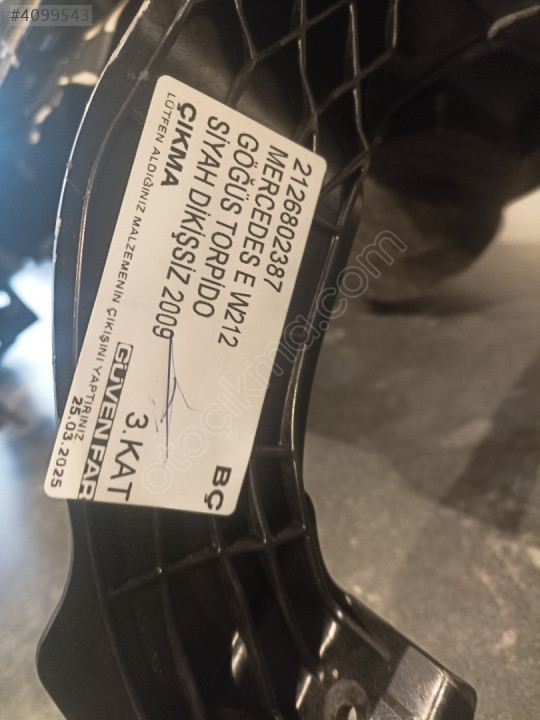 #4099543
2126802387
MERCEDES E W212
GÖĞÜS TORPİDO
SİYAH DİKİŞSİZ 2009
ÇIKMA
LÜTFEN ALDIĞINIZ MALZEMENİN ÇIKIŞINI YAPTIRINIZ
BÇ
3.KAT
GÜVEN FAR
25.03.2025
otoçıkma.com